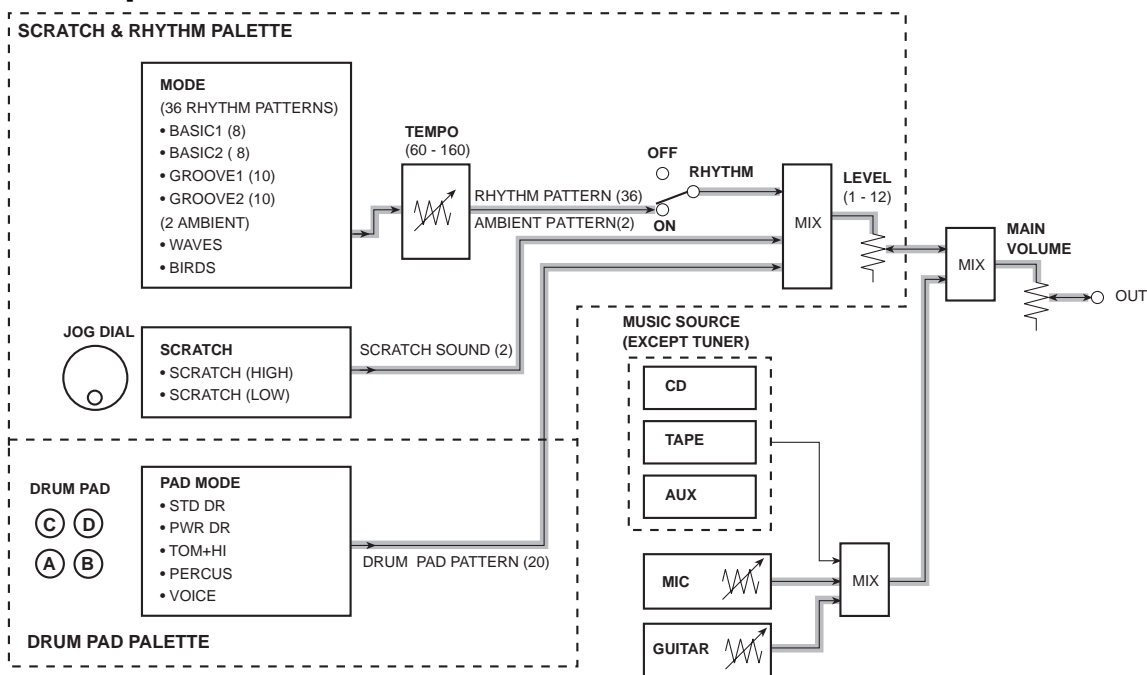 SCRATCH & RHYTHM PALETTE
MODE
(36 RHYTHM PATTERNS)
• BASIC1 (8)
• BASIC2 ( 8)
• GROOVE1 (10)
• GROOVE2 (10)
(2 AMBIENT)
• WAVES
• BIRDS
TEMPO
(60 - 160)
RHYTHM PATTERN (36)
AMBIENT PATTERN(2)
OFF
RHYTHM
ON
MIX
LEVEL
(1 - 12)
MIX
MAIN
VOLUME
OUT
JOG DIAL
SCRATCH
• SCRATCH (HIGH)
• SCRATCH (LOW)
SCRATCH SOUND (2)
MUSIC SOURCE
(EXCEPT TUNER)
CD
TAPE
AUX
DRUM PAD
C D
A B
PAD MODE
• STD DR
• PWR DR
• TOM+HI
• PERCUS
• VOICE
DRUM PAD PATTERN (20)
DRUM PAD PALETTE
MIC
GUITAR
MIX